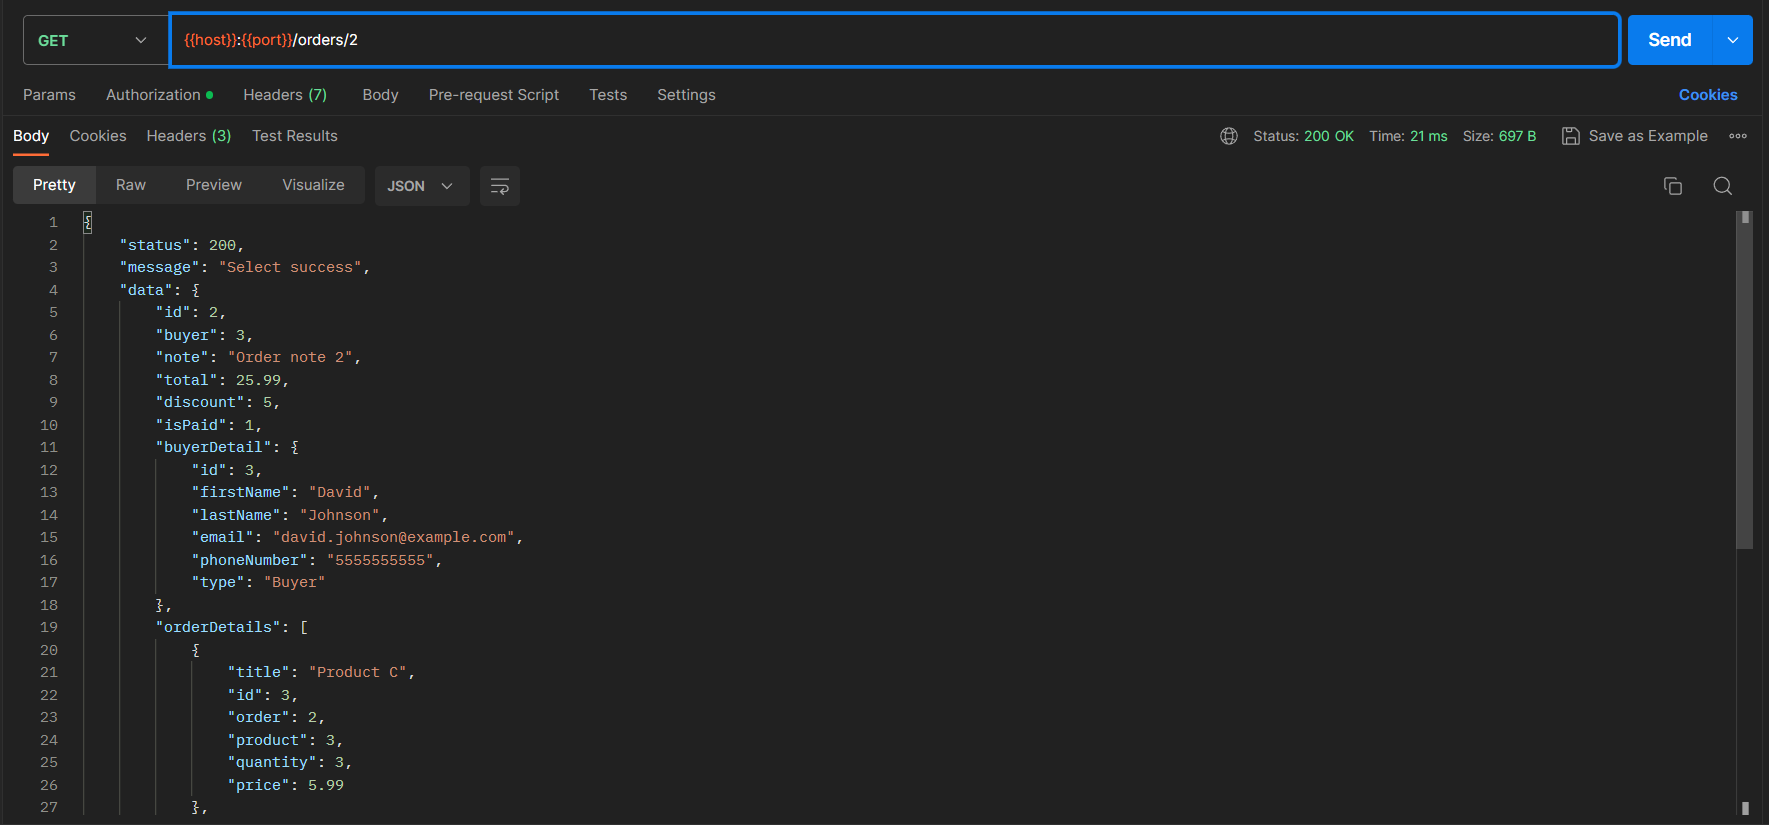 GET {{host}}:{{port}}/orders/2 Send
Params Authorization Headers (7) Body Pre-request Script Tests Settings Cookies
Body Cookies Headers (3) Test Results Status: 200 OK Time: 21 ms Size: 697 B Save as Example
Pretty Raw Preview Visualize JSON
1 {
2 "status": 200,
3 "message": "Select success",
4 "data": {
5 "id": 2,
6 "buyer": 3,
7 "note": "Order note 2",
8 "total": 25.99,
9 "discount": 5,
10 "isPaid": 1,
11 "buyerDetail": {
12 "id": 3,
13 "firstName": "David",
14 "lastName": "Johnson",
15 "email": "david.johnson@example.com",
16 "phoneNumber": "5555555555",
17 "type": "Buyer"
18 },
19 "orderDetails": [
20 {
21 "title": "Product C",
22 "id": 3,
23 "order": 2,
24 "product": 3,
25 "quantity": 3,
26 "price": 5.99
27 },